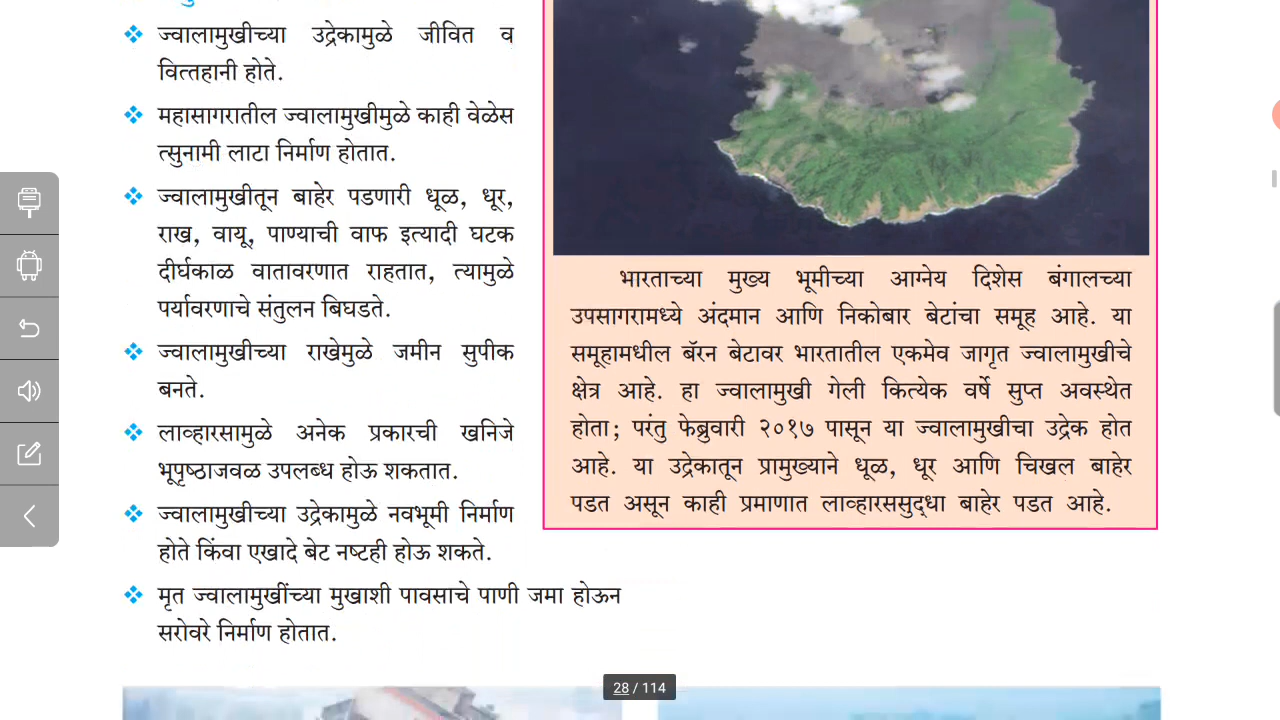 ❖ ज्वालामुखीच्या उद्रेकामुळे जीवित व
वित्तहानी होते.
❖ महासागरातील ज्वालामुखीमुळे काही वेळेस
त्सुनामी लाटा निर्माण होतात.
❖ ज्वालामुखीतून बाहेर पडणारी धूळ, धूर,
राख, वायू, पाण्याची वाफ इत्यादी घटक
दीर्घकाळ वातावरणात राहतात, त्यामुळे
पर्यावरणाचे संतुलन बिघडते.
❖ ज्वालामुखीच्या राखेमुळे जमीन सुपीक
बनते.
❖ लाव्हारसामुळे अनेक प्रकारची खनिजे
भूपृष्ठाजवळ उपलब्ध होऊ शकतात.
❖ ज्वालामुखीच्या उद्रेकामुळे नवभूमी निर्माण
होते किंवा एखादे बेट नष्टही होऊ शकते.
❖ मृत ज्वालामुखींच्या मुखाशी पावसाचे पाणी जमा होऊन
सरोवरे निर्माण होतात.
भारताच्या मुख्य भूमीच्या आग्नेय दिशेस बंगालच्या
उपसागरामध्ये अंदमान आणि निकोबार बेटांचा समूह आहे. या
समूहामधील बॅरन बेटावर भारतातील एकमेव जागृत ज्वालामुखीचे
क्षेत्र आहे. हा ज्वालामुखी गेली कित्येक वर्षे सुप्त अवस्थेत
होता; परंतु फेब्रुवारी २०१७ पासून या ज्वालामुखीचा उद्रेक होत
आहे. या उद्रेकातून प्रामुख्याने धूळ, धूर आणि चिखल बाहेर
पडत असून काही प्रमाणात लाव्हारससुद्धा बाहेर पडत आहे.
28 / 114